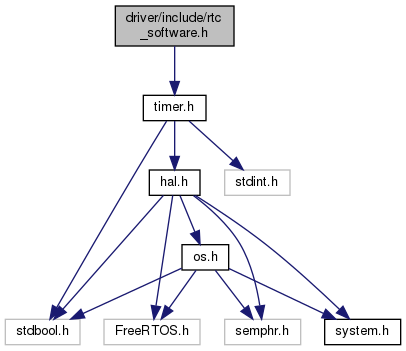 driver/include/rtc
_software.h
timer.h
hal.h
stdint.h
os.h
stdbool.h
FreeRTOS.h
semphr.h
system.h